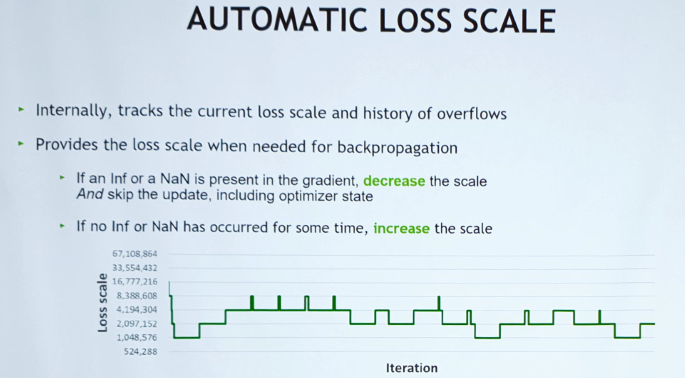 AUTOMATIC LOSS SCALE
Internally, tracks the current loss scale and history of overflows
Provides the loss scale when needed for backpropagation
If an Inf or a NaN is present in the gradient, decrease the scale
And skip the update, including optimizer state
If no Inf or NaN has occurred for some time, increase the scale
67,108,864
33,554,432
16,777,216
8,388,608
4,194,304
2,097,152
1,048,576
524,288
Loss scale
Iteration